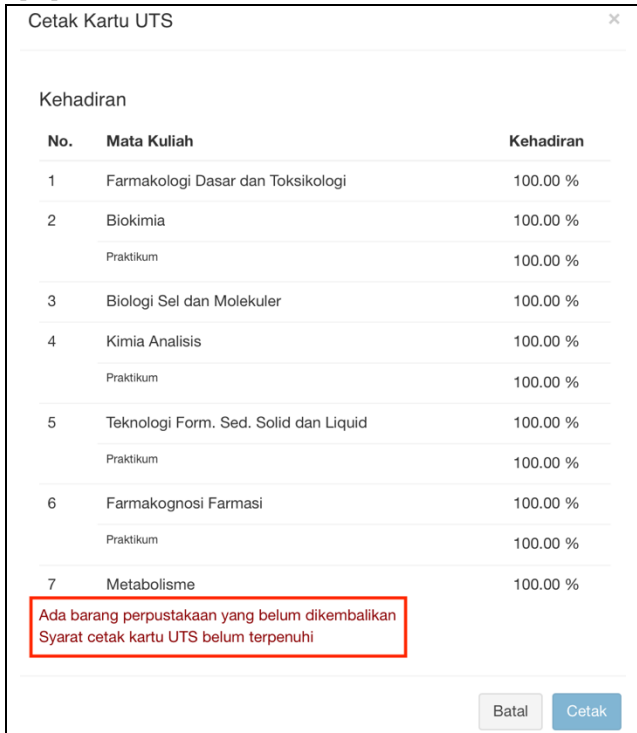 Cetak Kartu UTS ×
Kehadiran
No. Mata Kuliah Kehadiran
1 Farmakologi Dasar dan Toksikologi 100.00 %
2 Biokimia 100.00 %
Praktikum 100.00 %
3 Biologi Sel dan Molekuler 100.00 %
4 Kimia Analisis 100.00 %
Praktikum 100.00 %
5 Teknologi Form. Sed. Solid dan Liquid 100.00 %
Praktikum 100.00 %
6 Farmakognosi Farmasi 100.00 %
Praktikum 100.00 %
7 Metabolisme 100.00 %
Ada barang perpustakaan yang belum dikembalikan
Syarat cetak kartu UTS belum terpenuhi
Batal Cetak